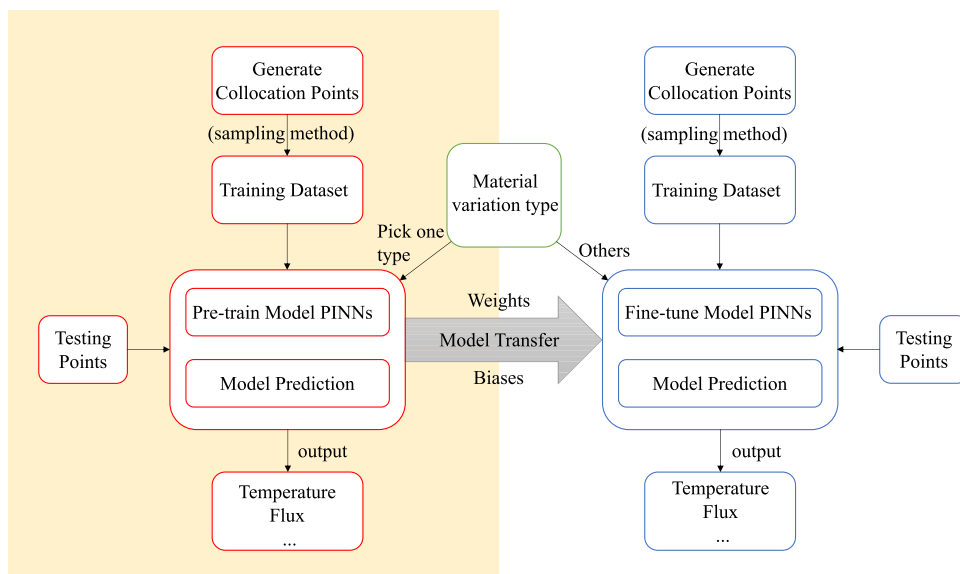 Generate
Collocation Points
(sampling method)
Training Dataset
Pick one
type
Pre-train Model PINNs
Model Prediction
Testing
Points
output
Temperature
Flux
...
Material
variation type
Others
Weights
Model Transfer
Biases
Generate
Collocation Points
(sampling method)
Training Dataset
Fine-tune Model PINNs
Model Prediction
Testing
Points
output
Temperature
Flux
...